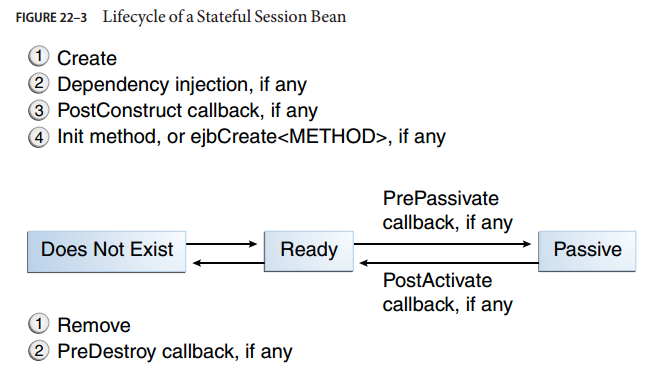 FIGURE 22–3 Lifecycle of a Stateful Session Bean
1 Create
2 Dependency injection, if any
3 PostConstruct callback, if any
4 Init method, or ejbCreate<METHOD>, if any
PrePassivate
callback, if any
Does Not Exist
Ready
Passive
PostActivate
callback, if any
1 Remove
2 PreDestroy callback, if any